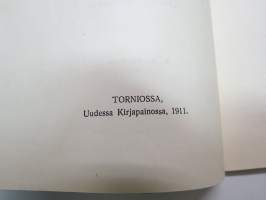 TORNIOSSA,
Uudessa Kirjapainossa, 1911.